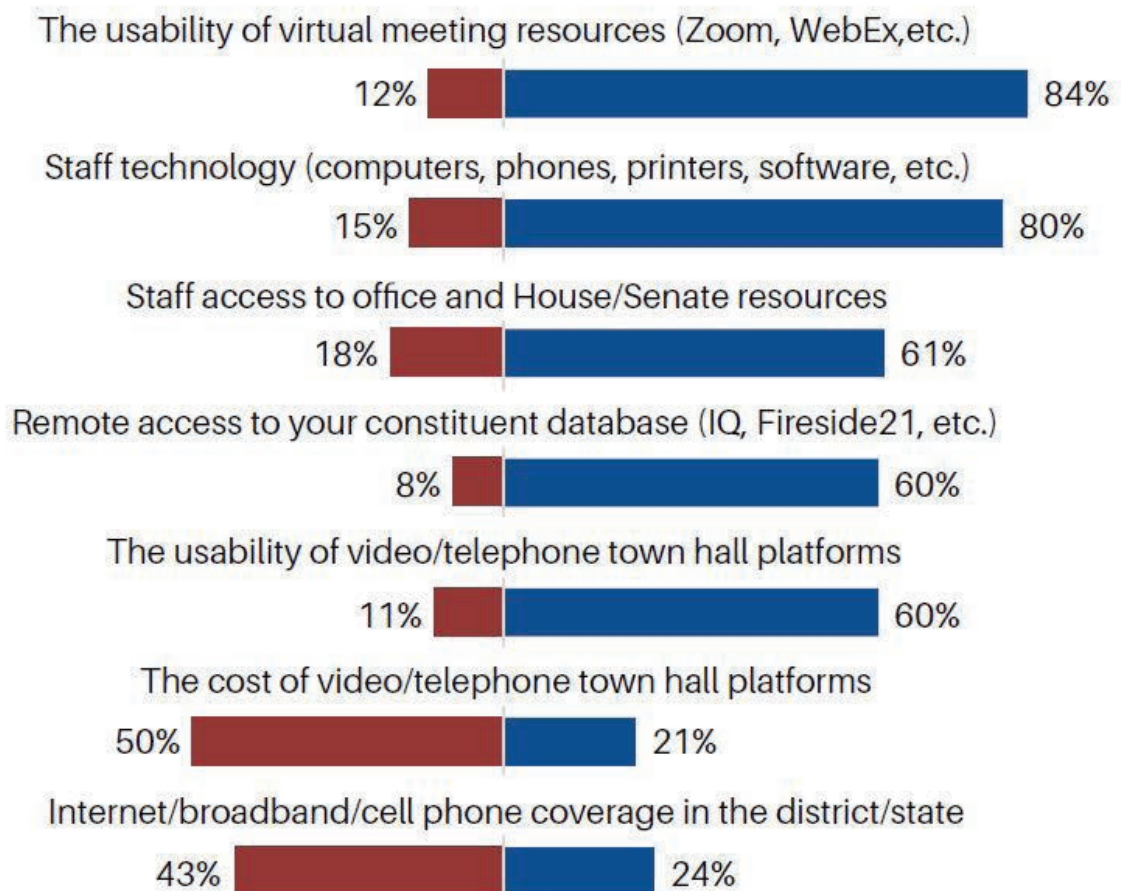 The usability of virtual meeting resources (Zoom, WebEx,etc.)
12% 84%
Staff technology (computers, phones, printers, software, etc.)
15% 80%
Staff access to office and House/Senate resources
18% 61%
Remote access to your constituent database (IQ, Fireside21, etc.)
8% 60%
The usability of video/telephone town hall platforms
11% 60%
The cost of video/telephone town hall platforms
50% 21%
Internet/broadband/cell phone coverage in the district/state
43% 24%